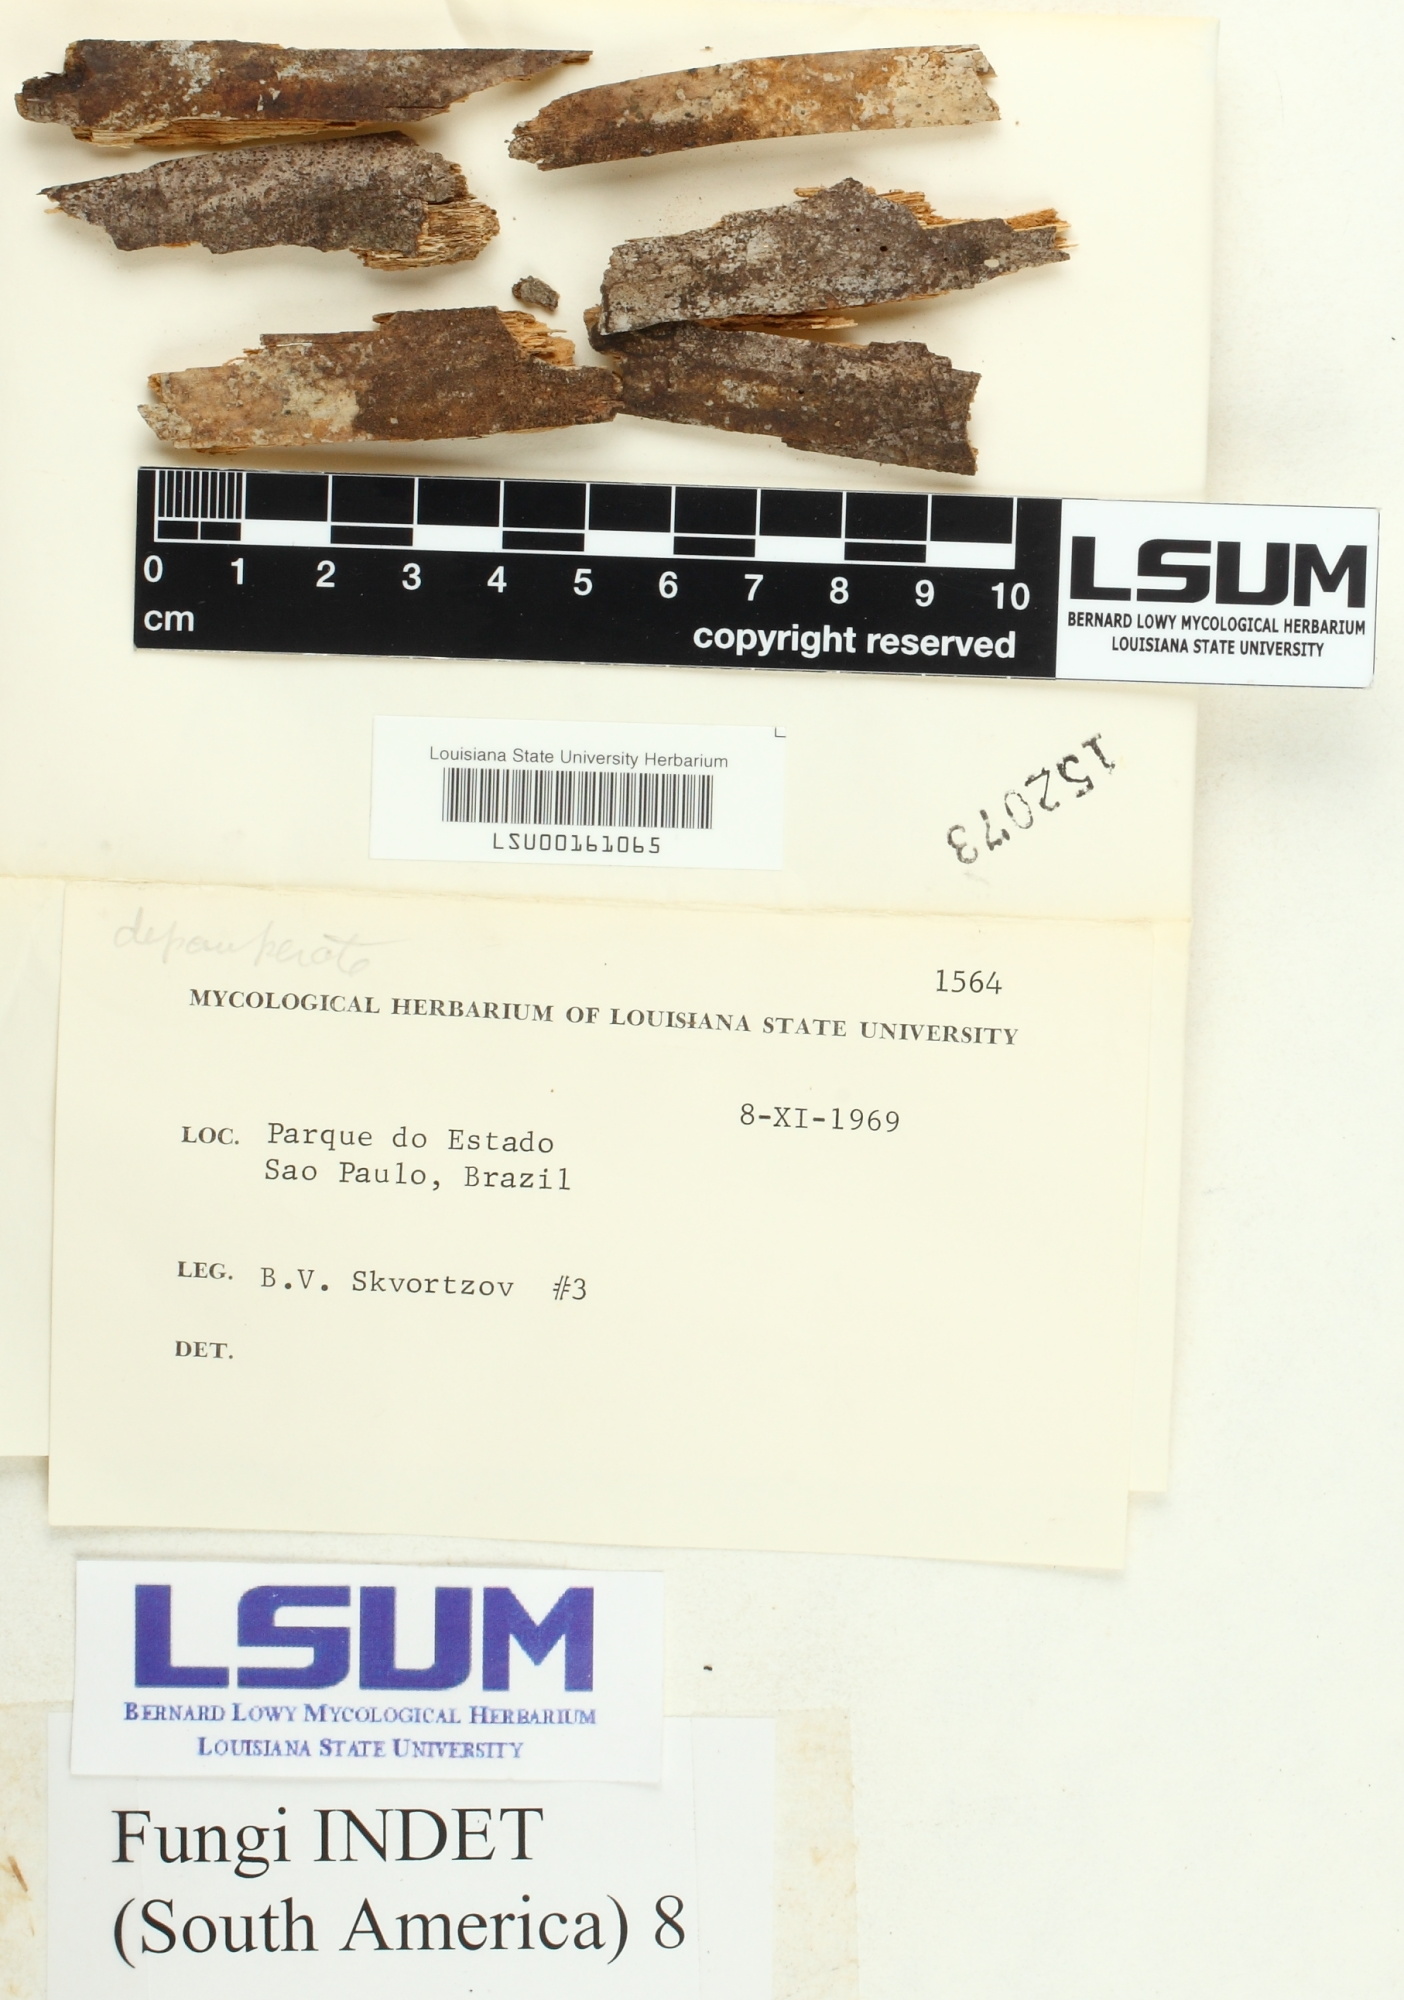 0 1 2 3 4 5 6 7 8 9 10
cm
copyright reserved
LSUM
BERNARD LOWY MYCOLOGICAL HERBARIUM
LOUISIANA STATE UNIVERSITY
Louisiana State University Herbarium
LSU00161065
152073
depauperate
1564
MYCOLOGICAL HERBARIUM OF LOUISIANA STATE UNIVERSITY
8-XI-1969
LOC. Parque do Estado
Sao Paulo, Brazil
LEG. B.V. Skvortzov #3
DET.
LSUM
BERNARD LOWY MYCOLOGICAL HERBARIUM
LOUISIANA STATE UNIVERSITY
Fungi INDET
(South America) 8